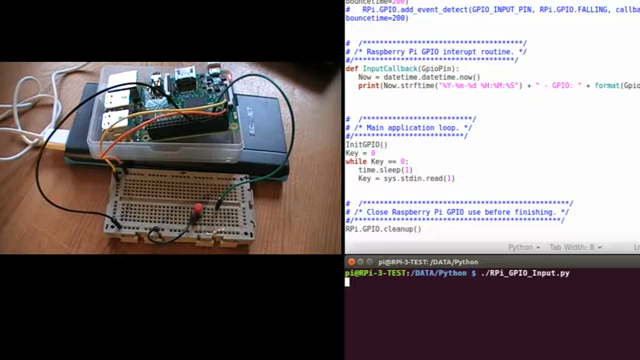 bouncetime=200)
#   RPi.GPIO.add_event_detect(GPIO_INPUT_PIN, RPi.GPIO.FALLING, callba
bouncetime=200)
# /*******************************/
# /* Raspberry Pi GPIO interupt routine. */
#/*******************************/
def InputCallback(GpioPin):
Now = datetime.datetime.now()
print(Now.strftime("%Y-%m-%d %H:%M:%S") + " - GPIO: " + format(Gpi
# /*******************/
# /* Main application loop. */
#/*******************/
InitGPIO()
Key = 0
while Key == 0:
time.sleep(1)
Key = sys.stdin.read(1)
# /***********************************/
# /* Close Raspberry Pi GPIO use before finishing. */
#/***********************************/
RPi.GPIO.cleanup()
Python
Tab Width: 8
pi@RPi-3-TEST: /DATA/Python
pi@RPi-3-TEST:/DATA/Python $ ./RPi_GPIO_Input.py